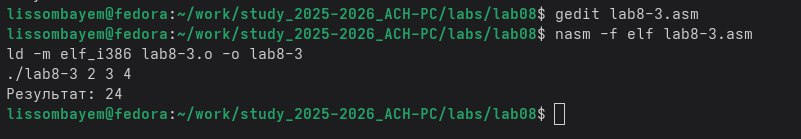 lissombayem@fedora:~/work/study_2025-2026_ACH-PC/labs/lab08$ gedit lab8-3.asm
lissombayem@fedora:~/work/study_2025-2026_ACH-PC/labs/lab08$ nasm -f elf lab8-3.asm
ld -m elf_i386 lab8-3.o -o lab8-3
./lab8-3 2 3 4
Результат: 24
lissombayem@fedora:~/work/study_2025-2026_ACH-PC/labs/lab08$